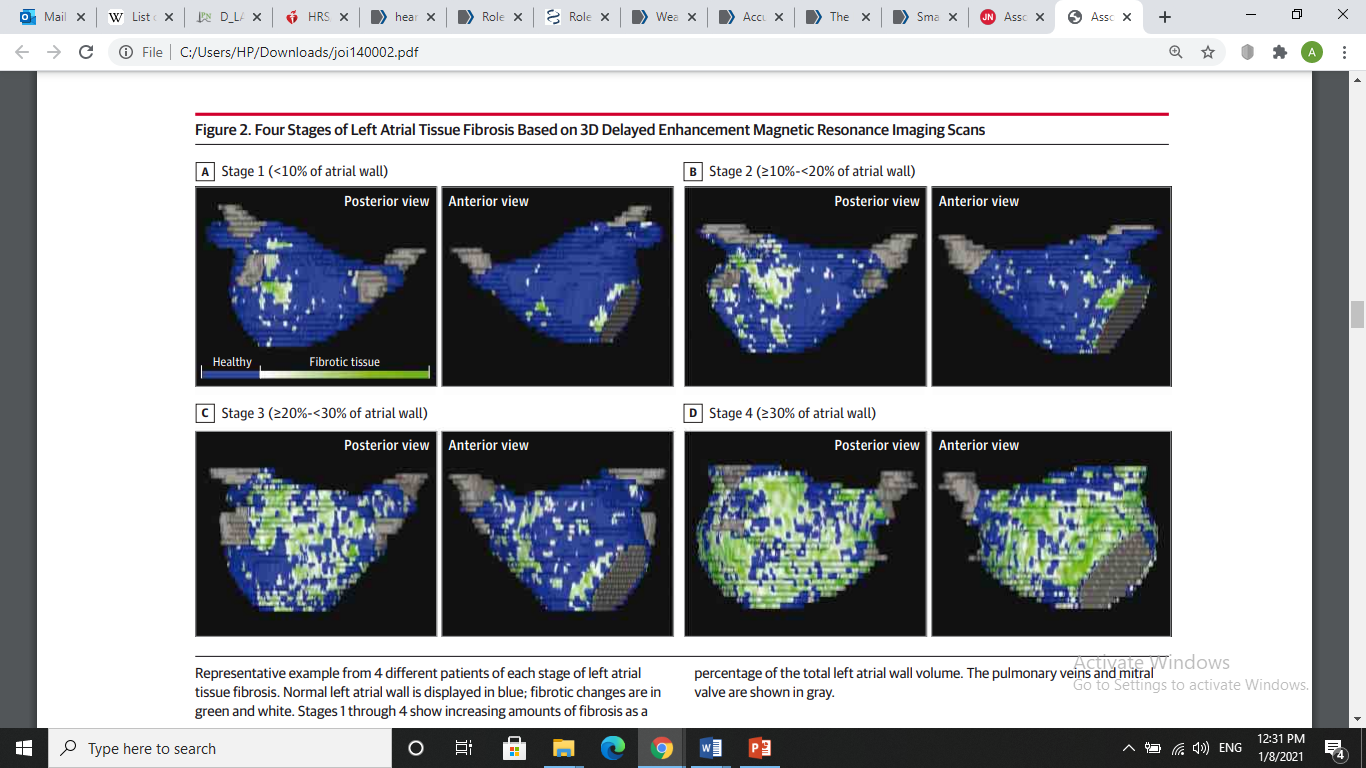 Mail
List
D_L
HRS
hear
Role
Role
Wea
Accu
The
Sma
JN
Assc
Assc
File
C:/Users/HP/Downloads/joi140002.pdf
A
Figure 2. Four Stages of Left Atrial Tissue Fibrosis Based on 3D Delayed Enhancement Magnetic Resonance Imaging Scans
A Stage 1 (<10% of atrial wall)
Posterior view
Anterior view
Healthy
Fibrotic tissue
B Stage 2 (≥10%-<20% of atrial wall)
Posterior view
Anterior view
C Stage 3 (≥20%-<30% of atrial wall)
Posterior view
Anterior view
D Stage 4 (≥30% of atrial wall)
Posterior view
Anterior view
Representative example from 4 different patients of each stage of left atrial
tissue fibrosis. Normal left atrial wall is displayed in blue; fibrotic changes are in
green and white. Stages 1 through 4 show increasing amounts of fibrosis as a
percentage of the total left atrial wall volume. The pulmonary veins and mitral
valve are shown in gray.
Activate Windows
Go to Settings to activate Windows.
Type here to search
ENG
12:31 PM
1/8/2021
4